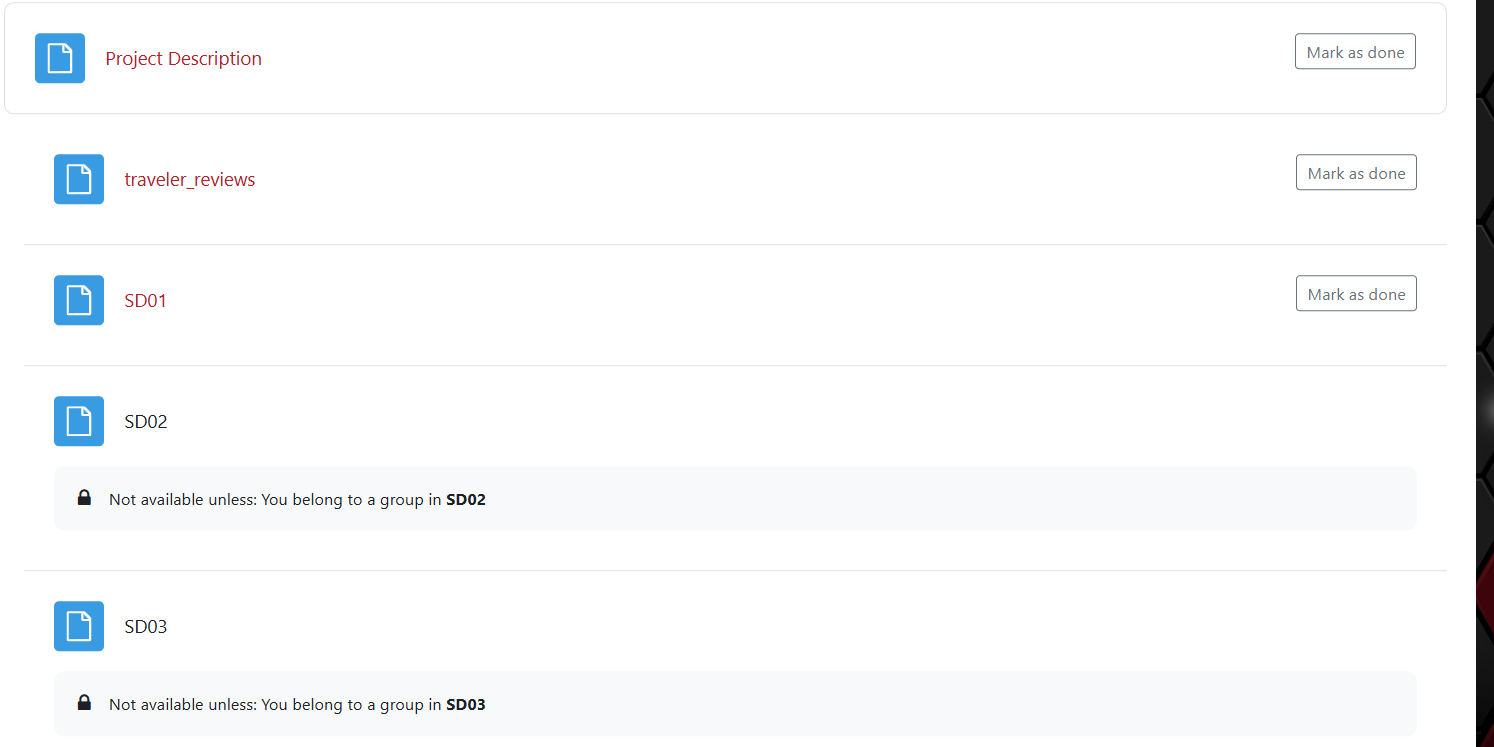 Project Description
Mark as done
traveler_reviews
Mark as done
SD01
Mark as done
SD02
Not available unless: You belong to a group in SD02
SD03
Not available unless: You belong to a group in SD03